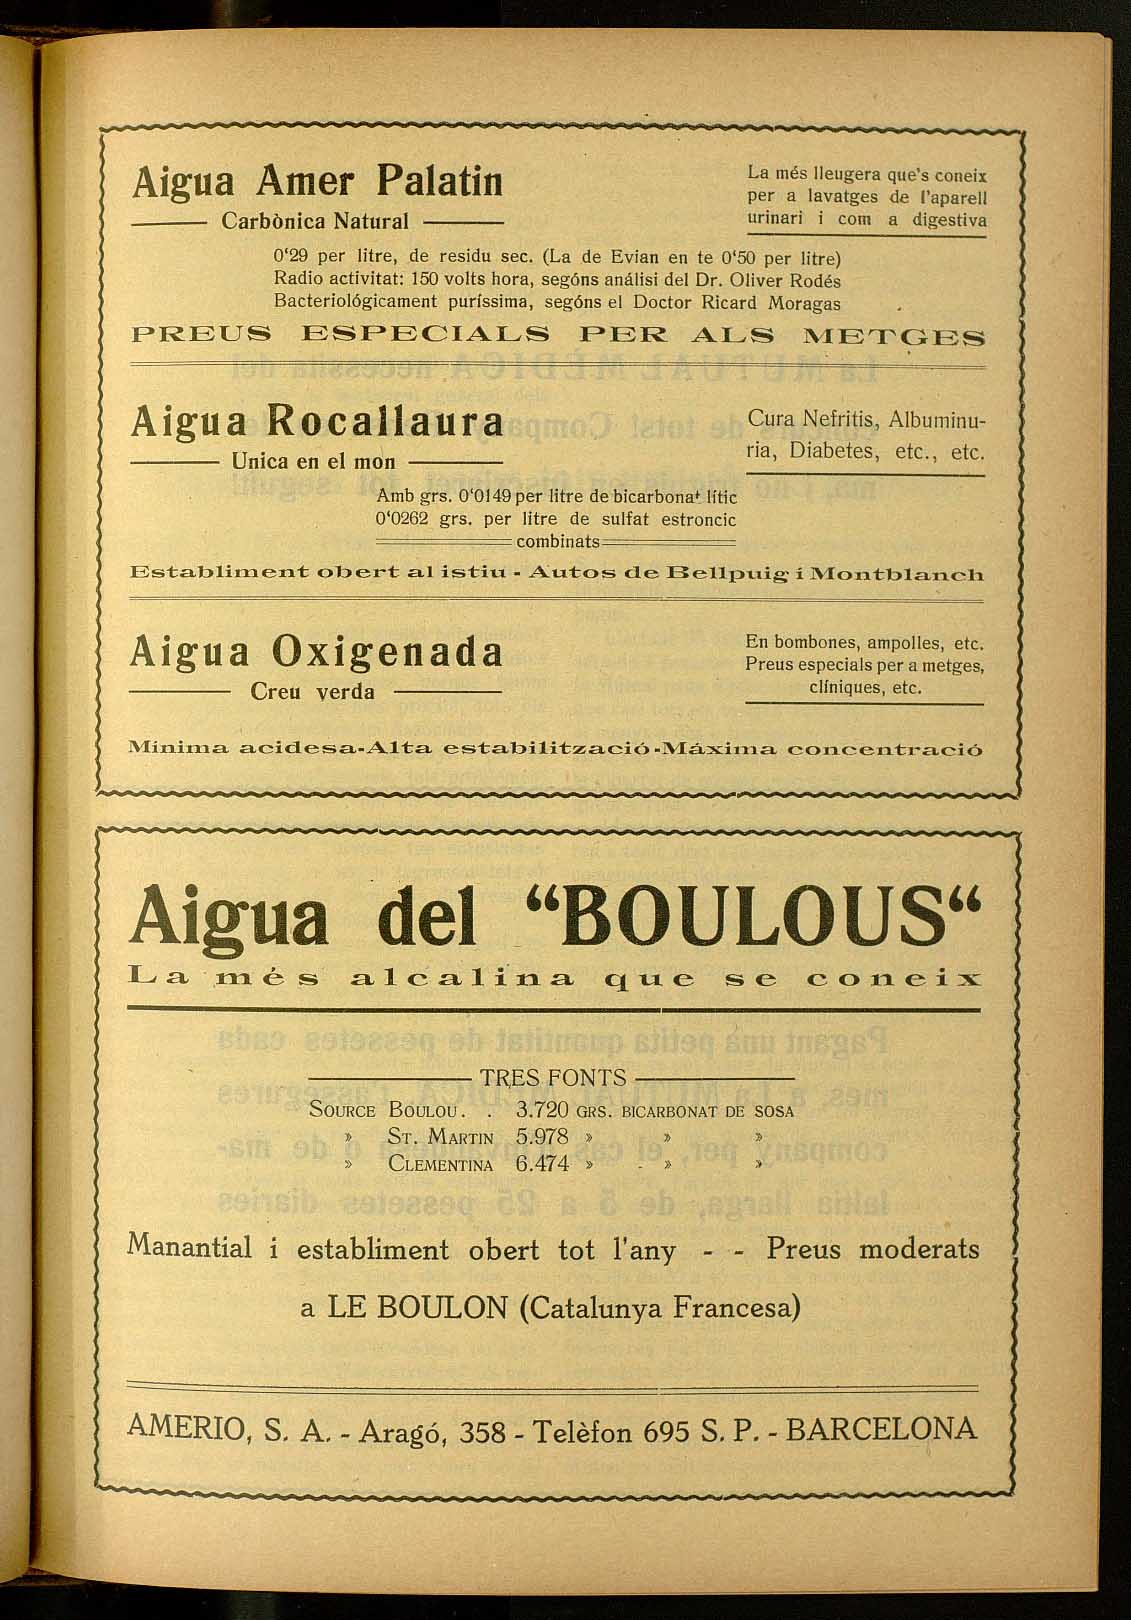 Aigua Amer Palatin
Carbònica Natural
La més lleugera que's coneix
per a lavatges de l'aparell
urinari i com a digestiva
0‘29 per litre, de residu sec. (La de Evian en te 0‘50 per litre)
Radio activitat: 150 volts hora, segóns análisi del Dr. Oliver Rodés
Bacteriológicament puríssima, segóns el Doctor Ricard Moragas
PREUS ESPECIALS PER ALS METGES
Aigua Rocallaura
Unica en el mon
Cura Nefritis, Albuminu-
ria, Diabetes, etc., etc.
Amb grs. 0‘0149 per litre de bicarbonat lític
0‘0262 grs. per litre de sulfat estroncic
combinats
Establiment obert al istiu - Autos de Bellpuig i Montblanch
Aigua Oxigenada
Creu verda
En bombones, ampolles, etc.
Preus especials per a metges,
clíniques, etc.
Mínima acidesa-Alta estabilització-Máxima concentració
Aigua del “BOULOUS“
La més alcalina que se coneix
TRES FONTS
SOURCE BOULOU. . 3.720 GRS. BICARBONAT DE SOSA
» ST. MARTIN 5.978 » » »
» CLEMENTINA 6.474 » - » »
Manantial i establiment obert tot l'any - - Preus moderats
a LE BOULON (Catalunya Francesa)
AMERIO, S. A. - Aragó, 358 - Telèfon 695 S. P. - BARCELONA